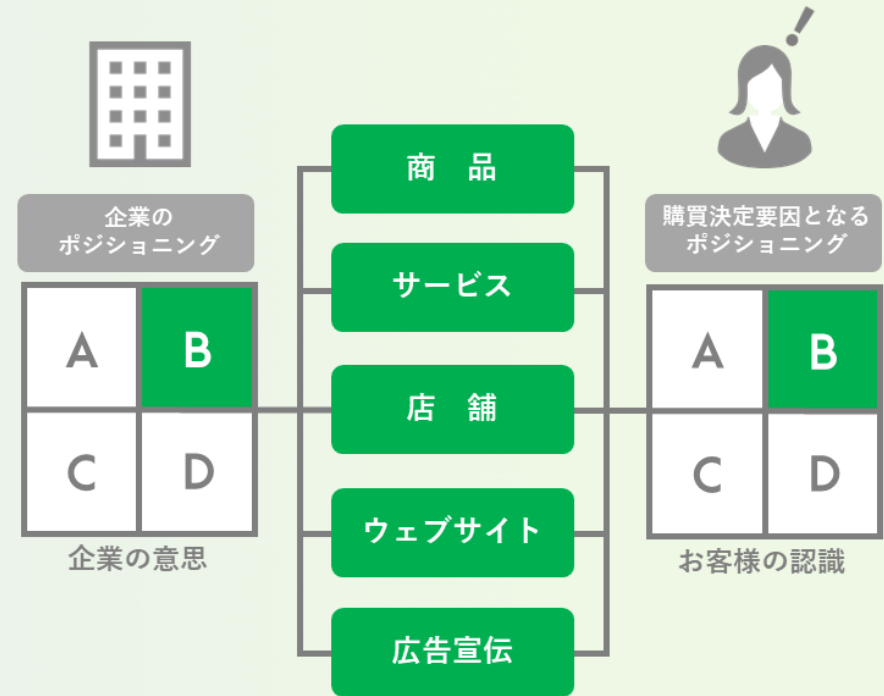 企業の
ポジショニング
A
B
C
D
企業の意思
商　品
サービス
店　舗
ウェブサイト
広告宣伝
!
購買決定要因となる
ポジショニング
A
B
C
D
お客様の認識